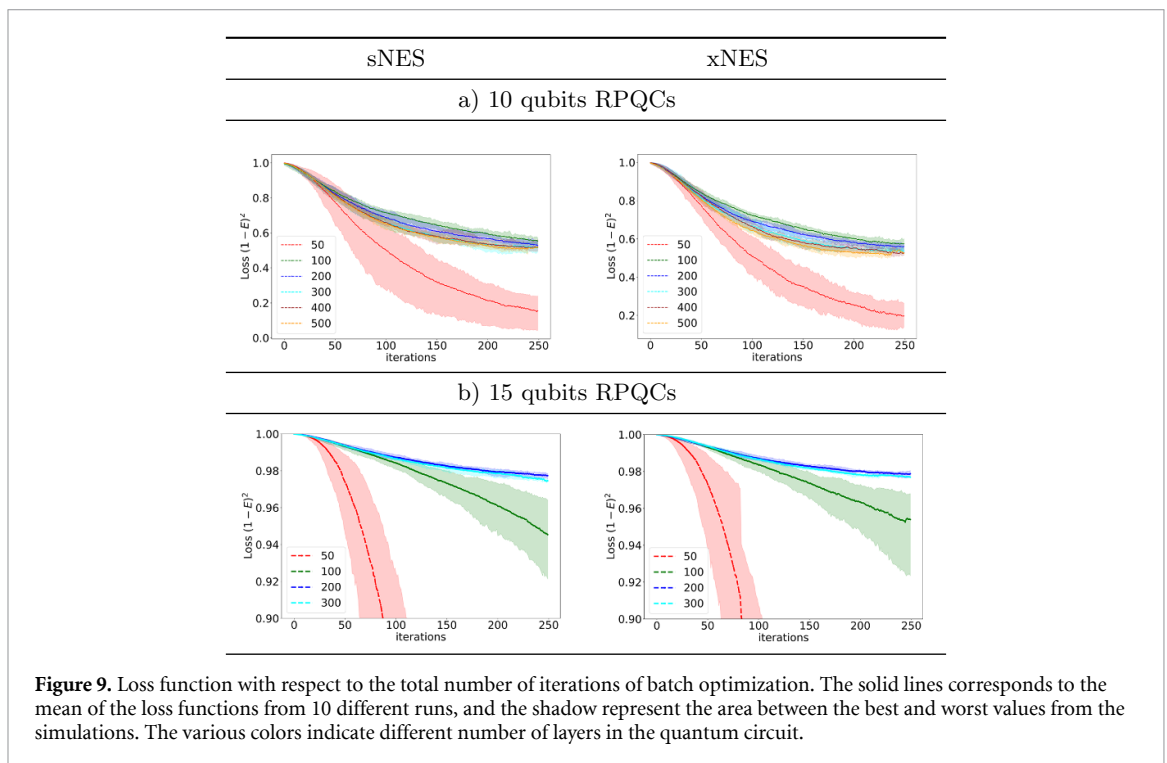 sNES xNES
a) 10 qubits RPQCs
1.0
0.8
0.6
0.4
0.2
0.0
Loss (1 − E)²
50
100
200
300
400
500
0 50 100 150 200 250
iterations
1.0
0.8
0.6
0.4
0.2
Loss (1 − E)²
50
100
200
300
400
500
0 50 100 150 200 250
iterations
b) 15 qubits RPQCs
1.00
0.98
0.96
0.94
0.92
0.90
Loss (1 − E)²
50
100
200
300
0 50 100 150 200 250
iterations
1.00
0.98
0.96
0.94
0.92
0.90
Loss (1 − E)²
50
100
200
300
0 50 100 150 200 250
iterations
Figure 9. Loss function with respect to the total number of iterations of batch optimization. The solid lines corresponds to the
mean of the loss functions from 10 different runs, and the shadow represent the area between the best and worst values from the
simulations. The various colors indicate different number of layers in the quantum circuit.